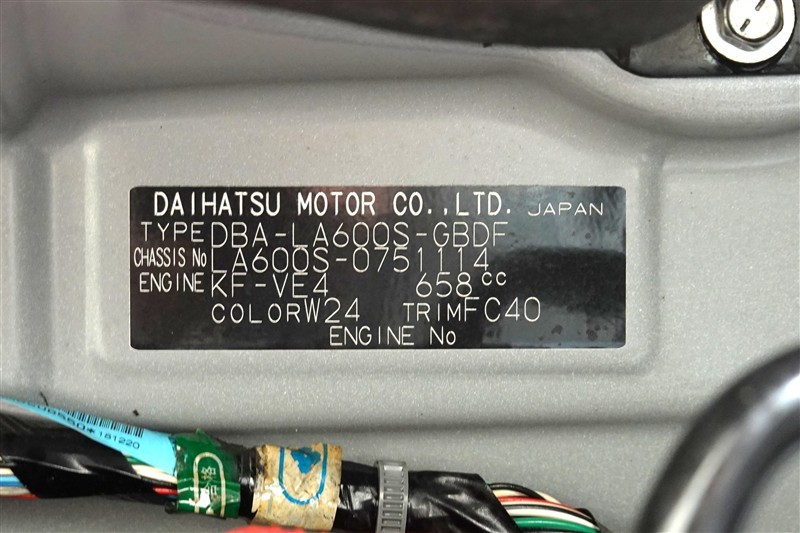 DAIHATSU MOTOR CO.,LTD. JAPAN
TYPE DBA-LA600S-GBDF
CHASSIS No LA600S-0751114
ENGINE KF-VE4 658cc
COLOR W24 TRIM FC40
ENGINE No
*181220